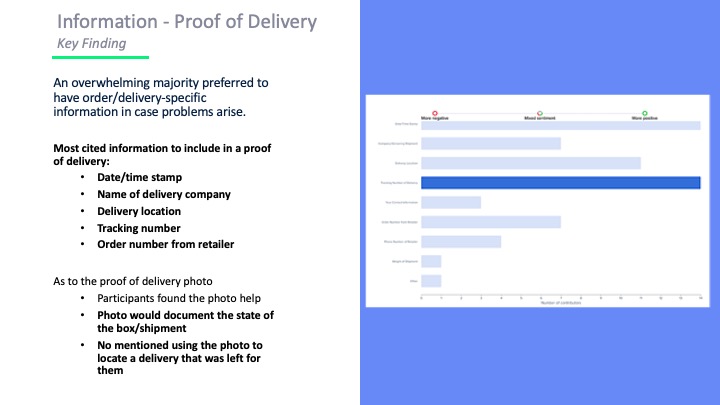 Information - Proof of Delivery
Key Finding
An overwhelming majority preferred to
have order/delivery-specific
information in case problems arise.
Most cited information to include in a proof
of delivery:
• Date/time stamp
• Name of delivery company
• Delivery location
• Tracking number
• Order number from retailer
As to the proof of delivery photo
• Participants found the photo help
• Photo would document the state of
the box/shipment
• No mentioned using the photo to
locate a delivery that was left for
them
More negative
Mixed sentiment
More positive
Number of contributors